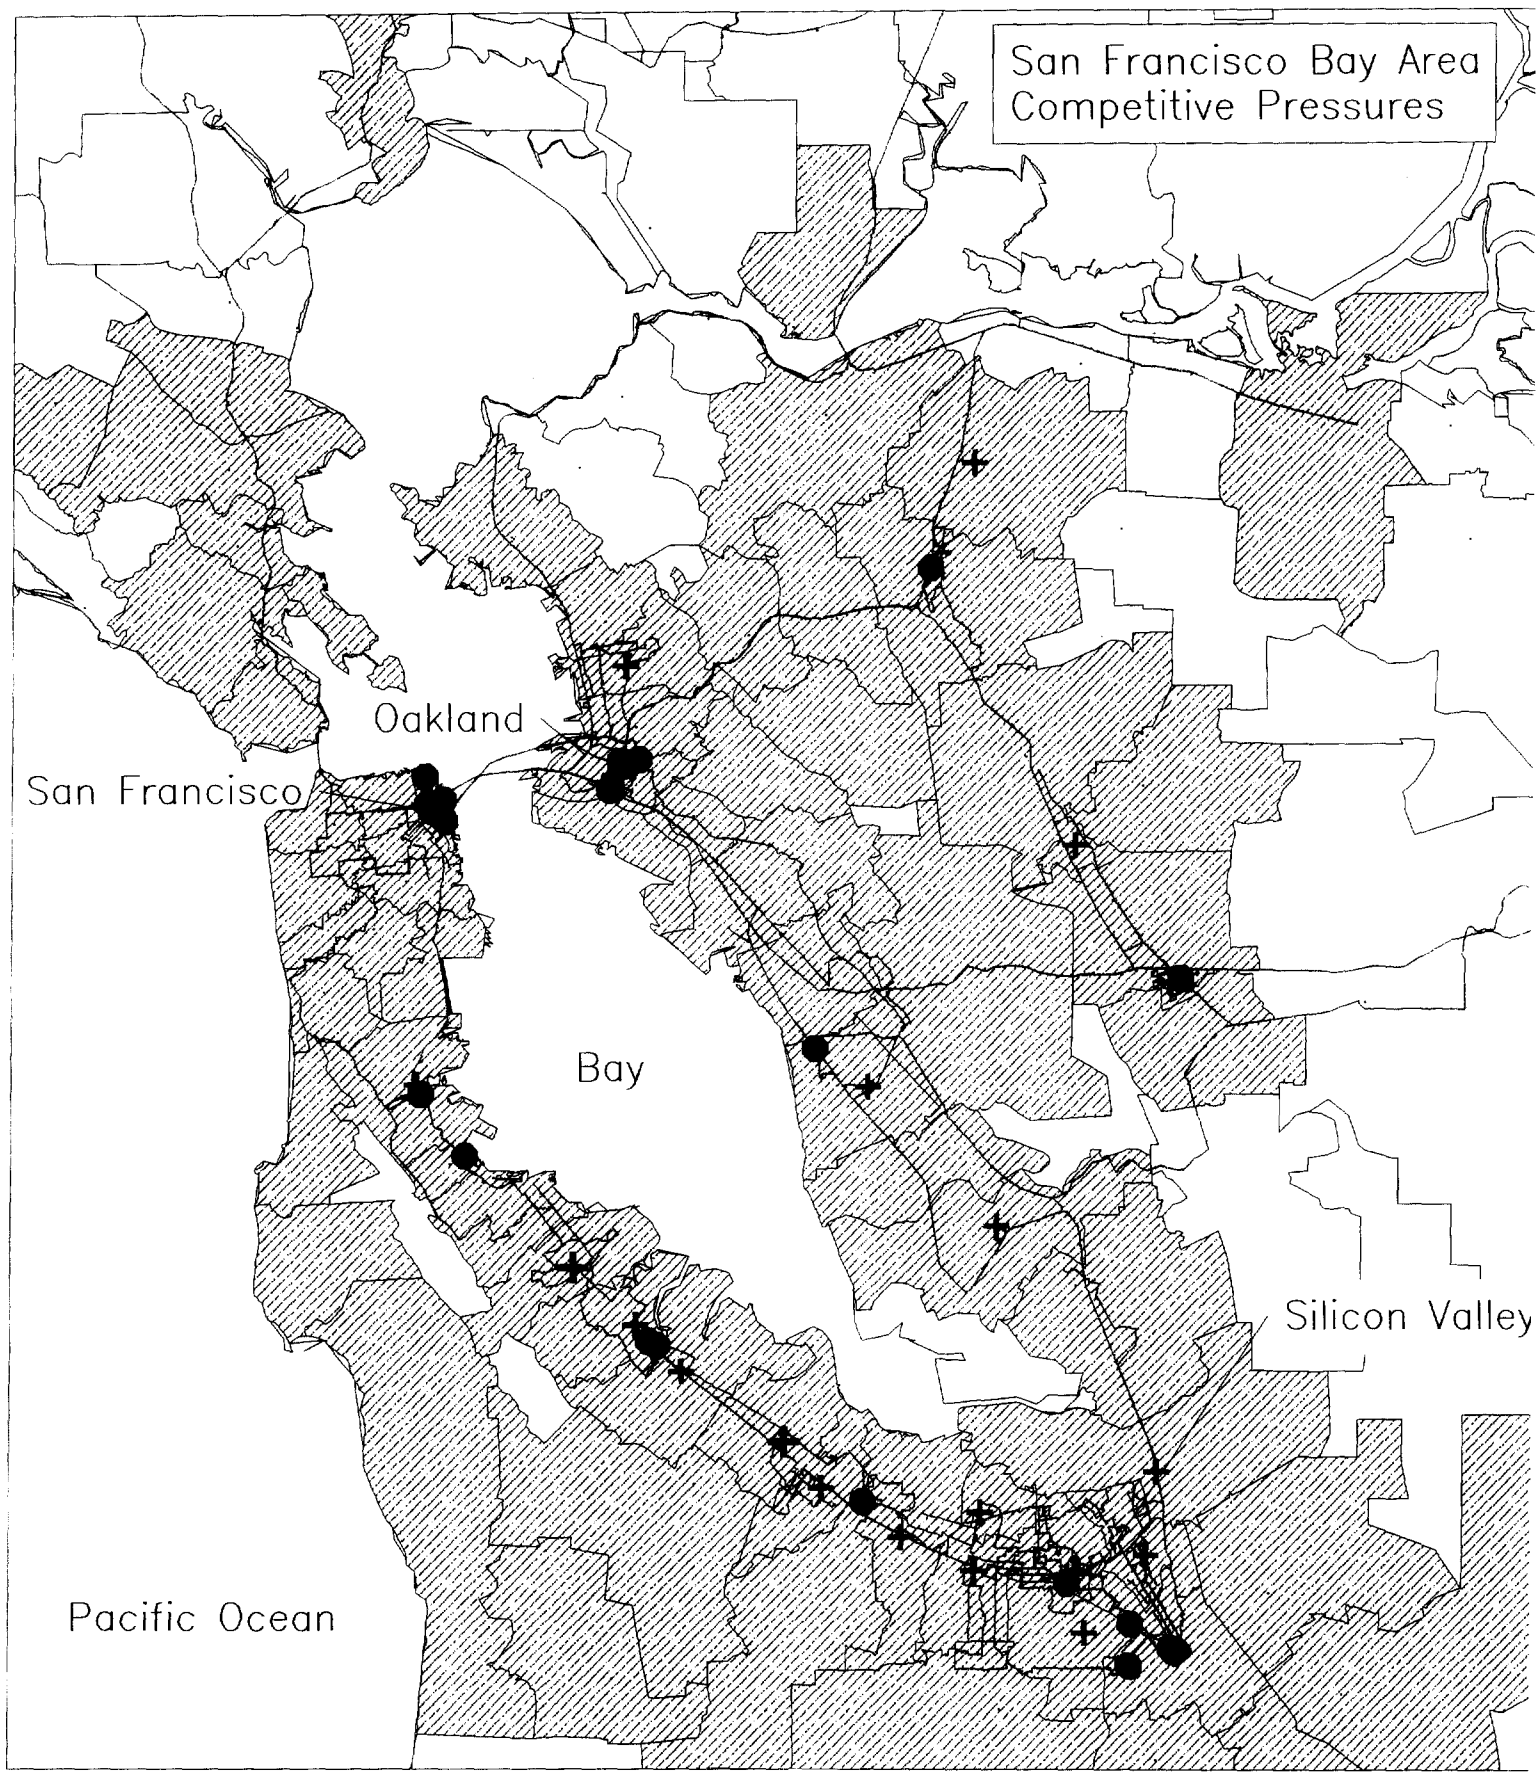 San Francisco Bay Area
Competitive Pressures
Oakland
San Francisco
Bay
Silicon Valley
Pacific Ocean